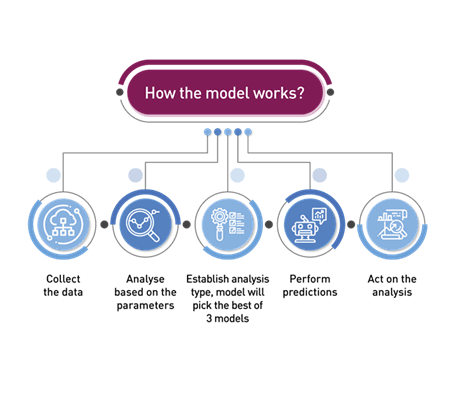 How the model works?
Collect
the data
Analyse
based on the
parameters
Establish analysis
type, model will
pick the best of
3 models
Perform
predictions
Act on the
analysis